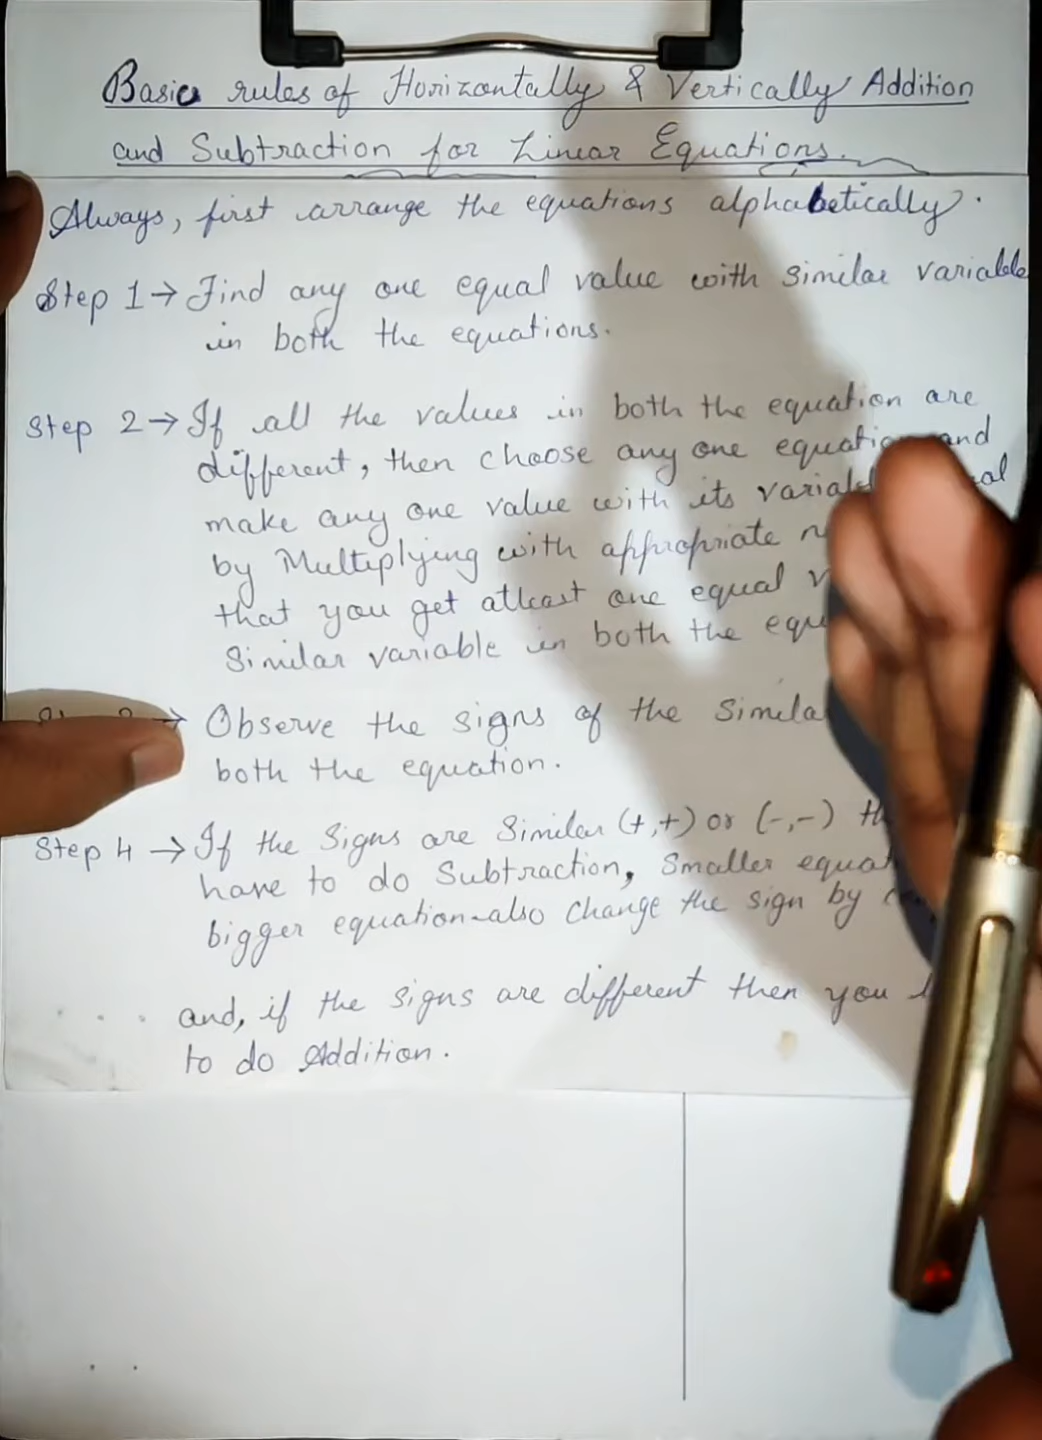 Basic rules of Horizontally & Vertically Addition
and Subtraction for Linear Equations.
Always, first arrange the equations alphabetically.
Step 1 → Find any one equal value with similar variable
in both the equations.
Step 2 → If all the values in both the equation are
different, then choose any one equation and
make any one value with its
by Multiplying with appropriate
that you get atleast one equal
Similar variable in both the
→ Observe the signs of the
both the equation.
Step 4 → If the Signs are Similar (+,+) or (-,-)
have to do Subtraction, Smaller
bigger equation also change the sign by
and, if the signs are different then you
to do Addition.